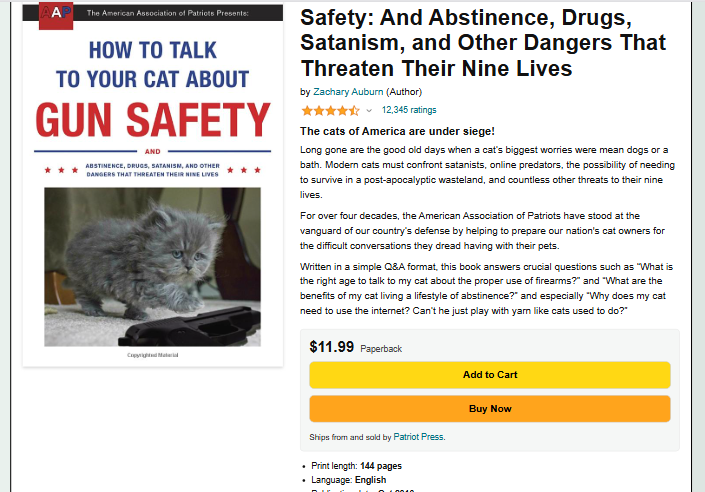 AAP
The American Association of Patriots Presents:
HOW TO TALK
TO YOUR CAT ABOUT
GUN SAFETY
AND
ABSTINENCE, DRUGS, SATANISM, AND OTHER
DANGERS THAT THREATEN THEIR NINE LIVES
Copyrighted Material
Safety: And Abstinence, Drugs,
Satanism, and Other Dangers That
Threaten Their Nine Lives
by Zachary Auburn (Author)
12,345 ratings
The cats of America are under siege!
Long gone are the good old days when a cat's biggest worries were mean dogs or a
bath. Modern cats must confront satanists, online predators, the possibility of needing
to survive in a post-apocalyptic wasteland, and countless other threats to their nine
lives.
For over four decades, the American Association of Patriots have stood at the
vanguard of our country's defense by helping to prepare our nation's cat owners for
the difficult conversations they dread having with their pets.
Written in a simple Q&A format, this book answers crucial questions such as "What is
the right age to talk to my cat about the proper use of firearms?" and "What are the
benefits of my cat living a lifestyle of abstinence?" and especially "Why does my cat
need to use the internet? Can't he just play with yarn like cats used to do?"
$11.99 Paperback
Add to Cart
Buy Now
Ships from and sold by Patriot Press.
• Print length: 144 pages
• Language: English